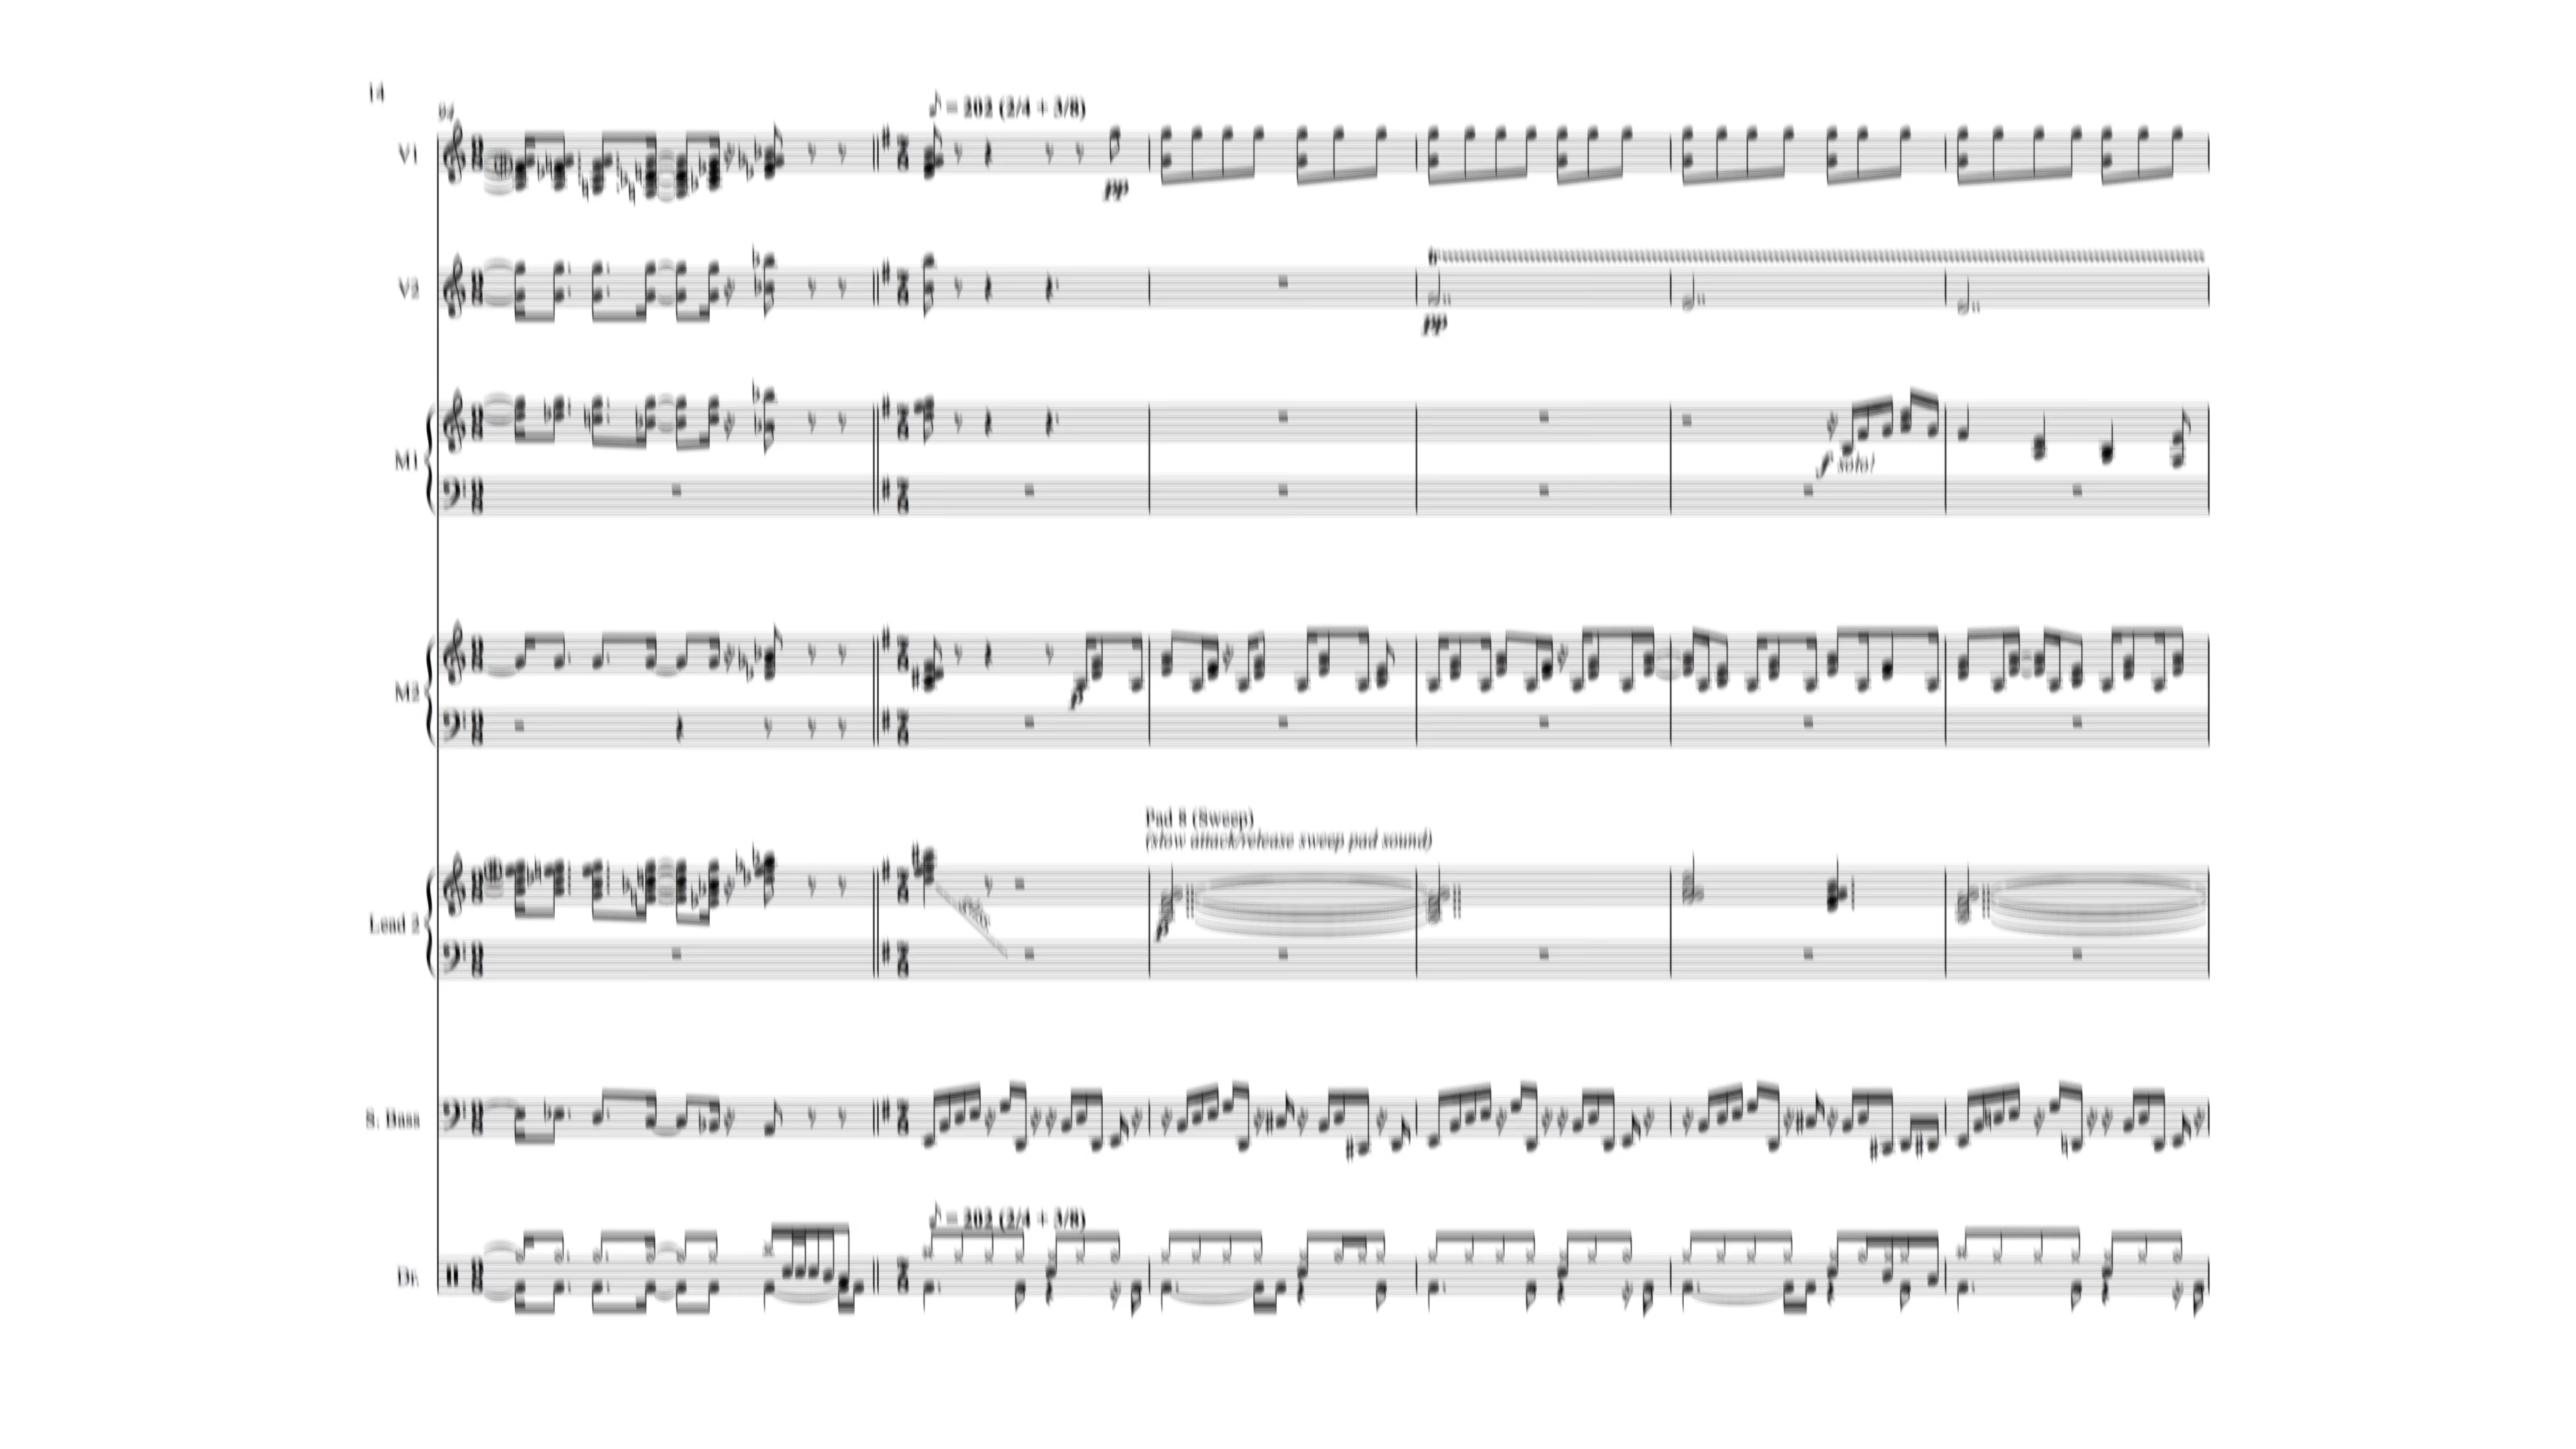 14
♪ = 202 (2/4 + 3/8)
V1
pp
V2
pp
M1
f solo!
M2
p
Pad 8 (Sweep)
(slow attack/release sweep pad sound)
Lead 2
p
S. Bass
♪ = 202 (2/4 + 3/8)
Dr.